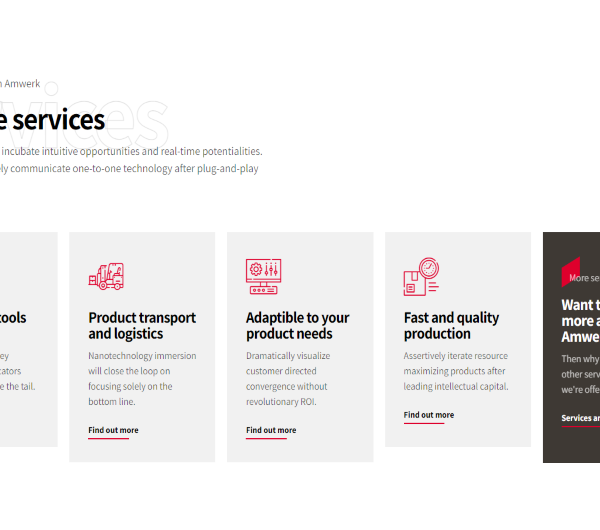 n Amwerk
vices
e services
incubate intuitive opportunities and real-time potentialities.
ely communicate one-to-one technology after plug-and-play
tools
ey
cators
e the tail.
Product transport
and logistics
Nanotechnology immersion
will close the loop on
focusing solely on the
bottom line.
Find out more
Adaptible to your
product needs
Dramatically visualize
customer directed
convergence without
revolutionary ROI.
Find out more
Fast and quality
production
Assertively iterate resource
maximizing products after
leading intellectual capital.
Find out more
More se
Want t
more a
Amwe
Then why
other serv
we're offe
Services a